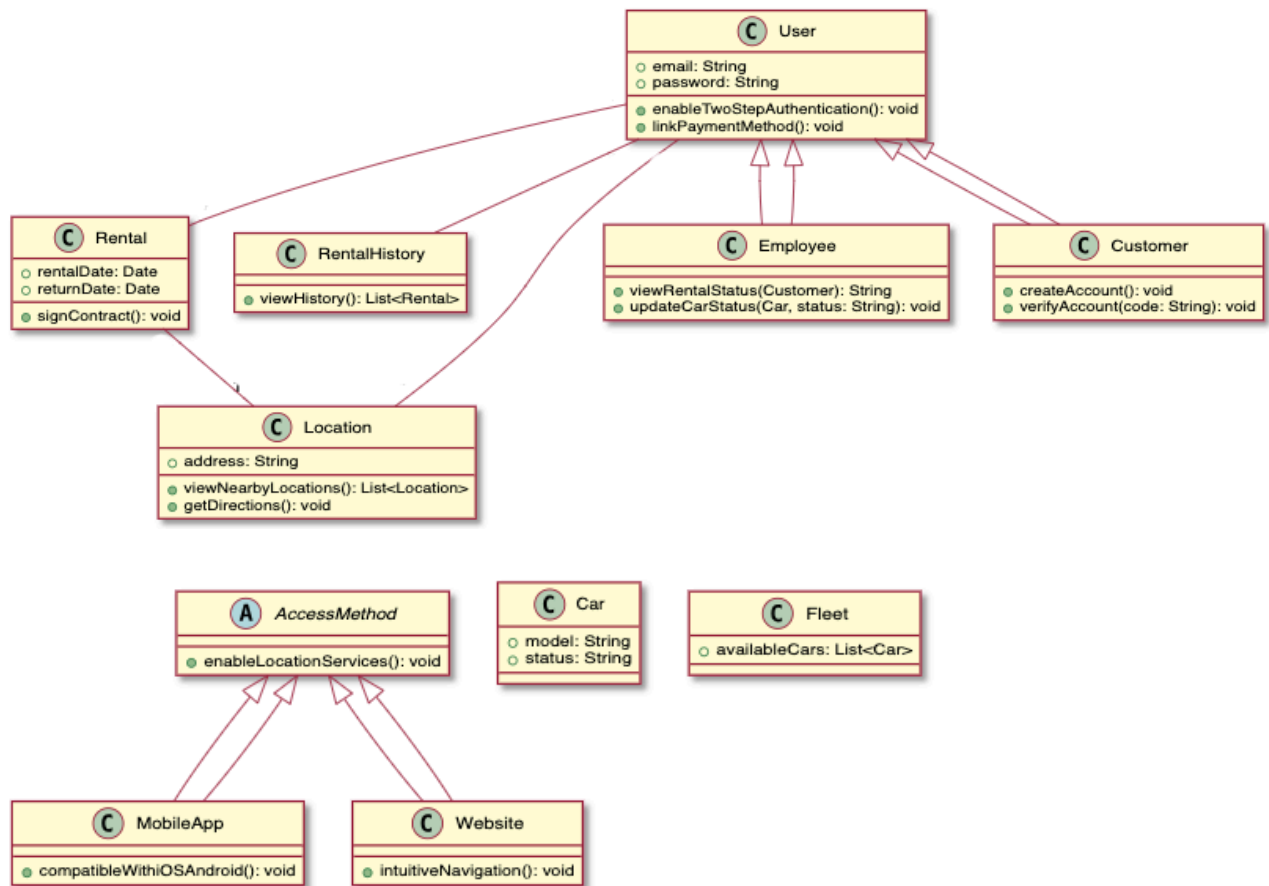 C User
email: String
password: String
enableTwoStepAuthentication(): void
linkPaymentMethod(): void
C Rental
rentalDate: Date
returnDate: Date
signContract(): void
C RentalHistory
viewHistory(): List<Rental>
C Employee
viewRentalStatus(Customer): String
updateCarStatus(Car, status: String): void
C Customer
createAccount(): void
verifyAccount(code: String): void
C Location
address: String
viewNearbyLocations(): List<Location>
getDirections(): void
A AccessMethod
enableLocationServices(): void
C Car
model: String
status: String
C Fleet
availableCars: List<Car>
C MobileApp
compatibleWithiOSAndroid(): void
C Website
intuitiveNavigation(): void